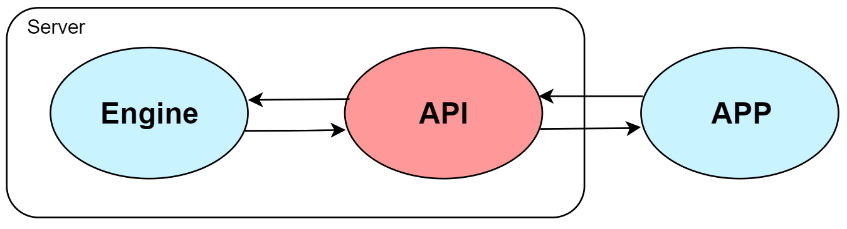 Server
Engine
API
APP